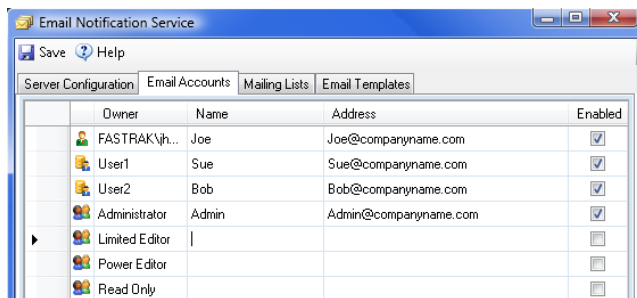 Email Notification Service
Save Help
Server Configuration Email Accounts Mailing Lists Email Templates
Owner Name Address Enabled
FASTRAK\jh... Joe Joe@companyname.com
User1 Sue Sue@companyname.com
User2 Bob Bob@companyname.com
Administrator Admin Admin@companyname.com
Limited Editor
Power Editor
Read Only